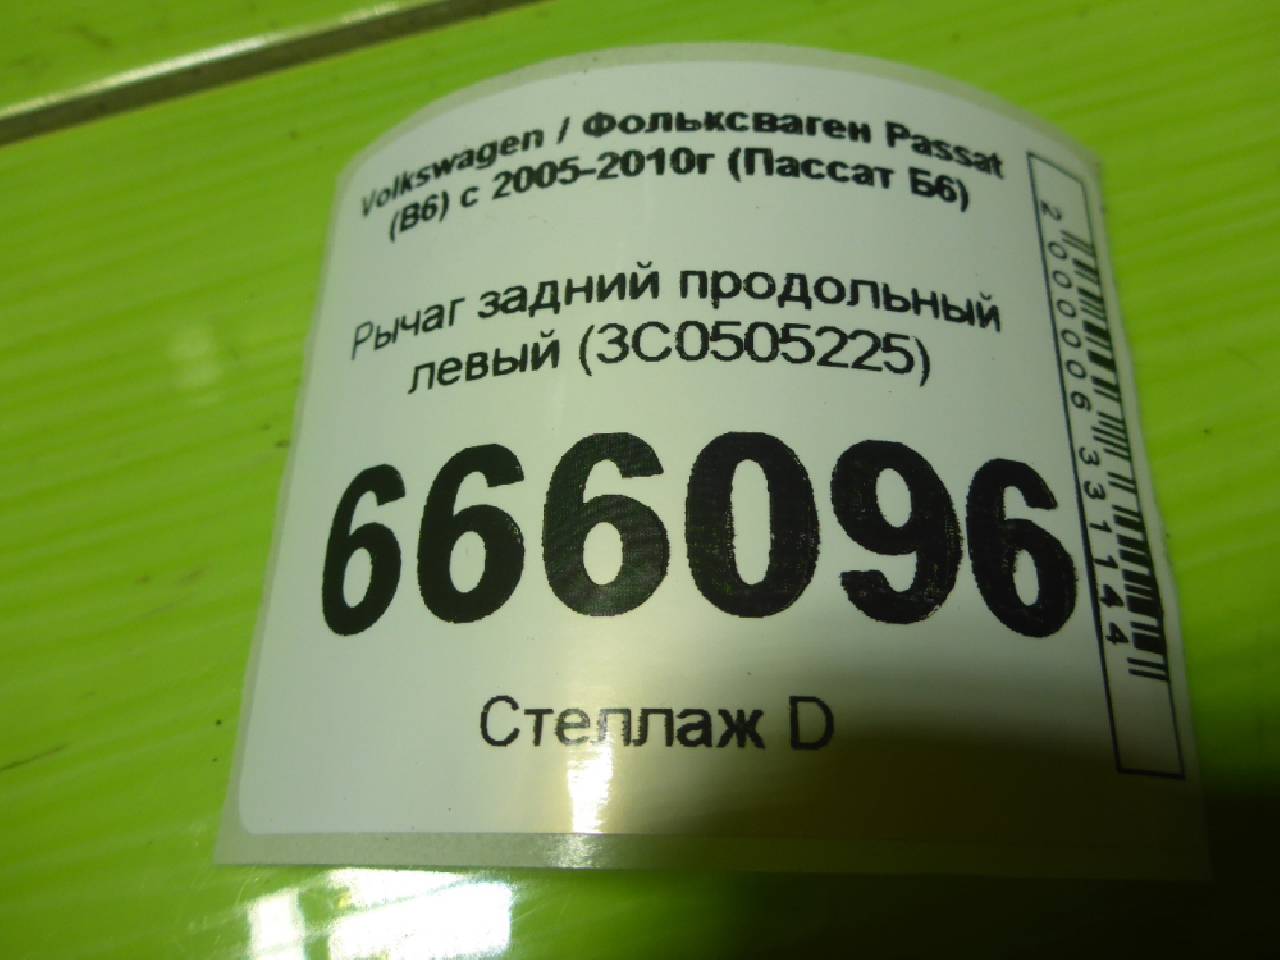 Volkswagen / Фольксваген Passat
(B6) с 2005-2010г (Пассат Б6)
Рычаг задний продольный
левый (3C0505225)
666096
Стеллаж D
2000006331144